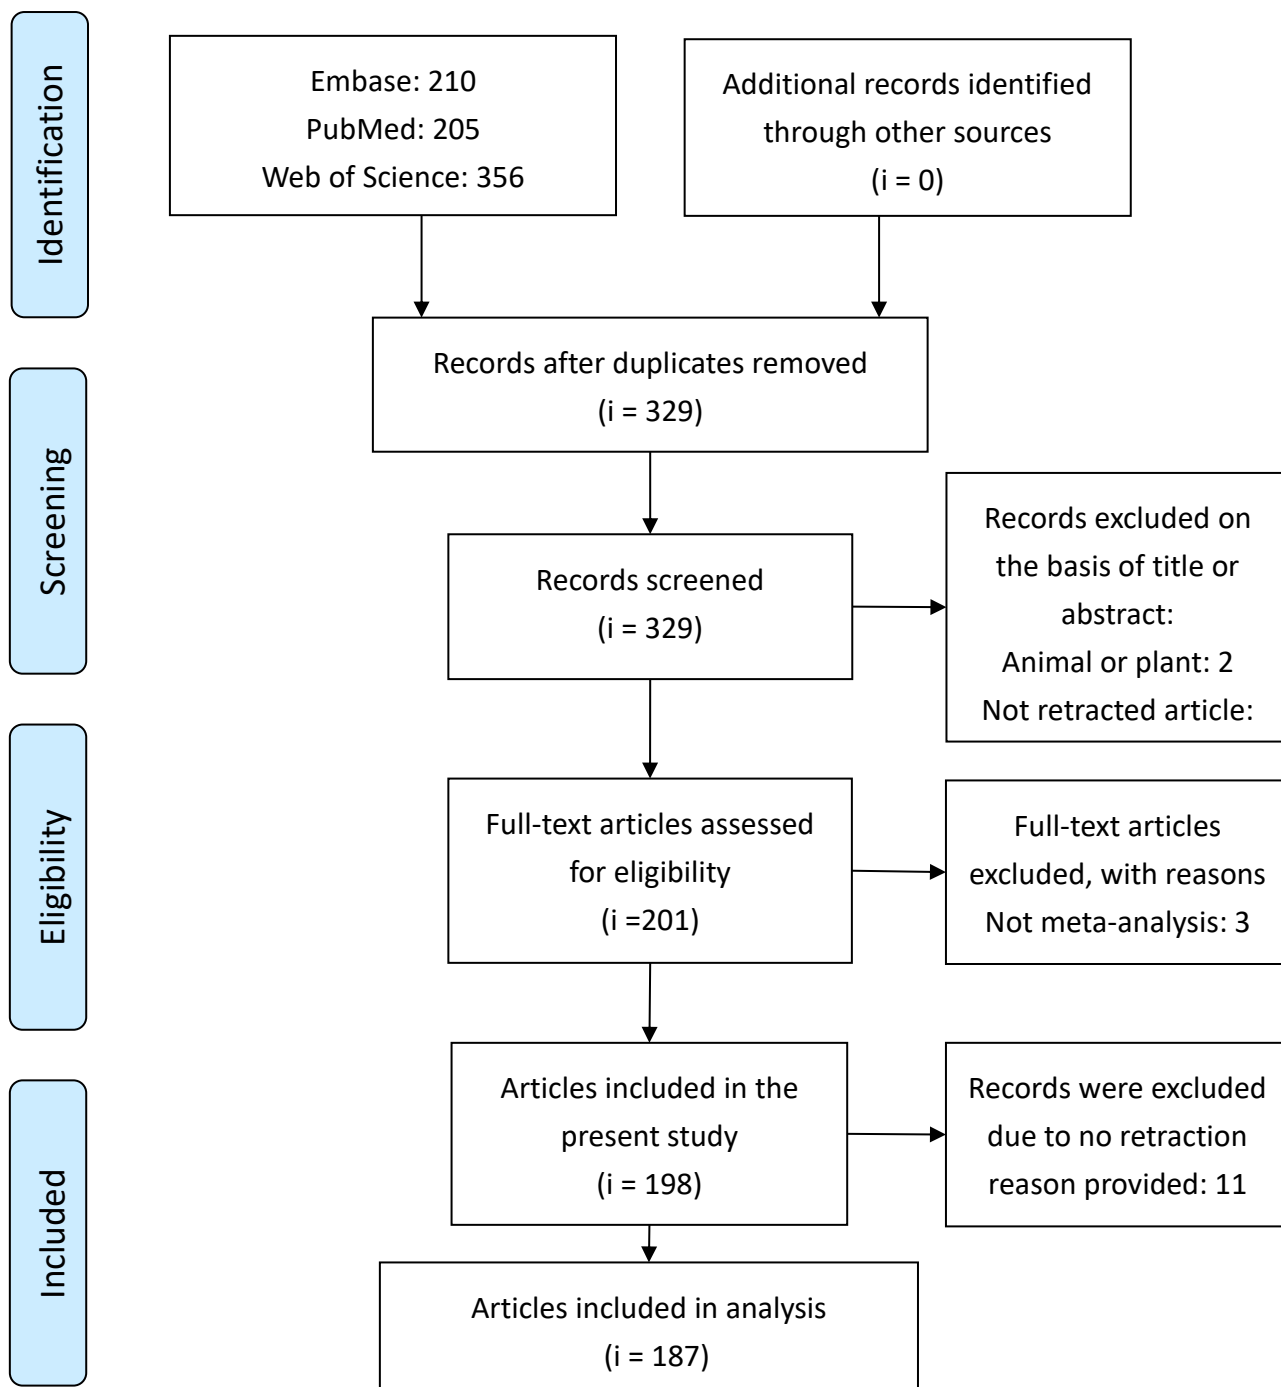 Identification
Embase: 210
PubMed: 205
Web of Science: 356
Additional records identified
through other sources
(i = 0)
Records after duplicates removed
(i = 329)
Screening
Records screened
(i = 329)
Records excluded on
the basis of title or
abstract:
Animal or plant: 2
Not retracted article:
Eligibility
Full-text articles assessed
for eligibility
(i =201)
Full-text articles
excluded, with reasons
Not meta-analysis: 3
Included
Articles included in the
present study
(i = 198)
Records were excluded
due to no retraction
reason provided: 11
Articles included in analysis
(i = 187)